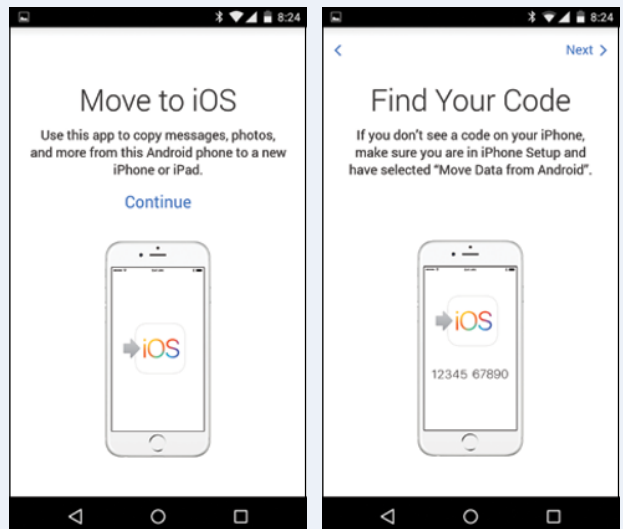 8:24
Move to iOS
Use this app to copy messages, photos,
and more from this Android phone to a new
iPhone or iPad.
Continue
iOS
8:24
Next
Find Your Code
If you don't see a code on your iPhone,
make sure you are in iPhone Setup and
have selected “Move Data from Android”.
iOS
12345 67890